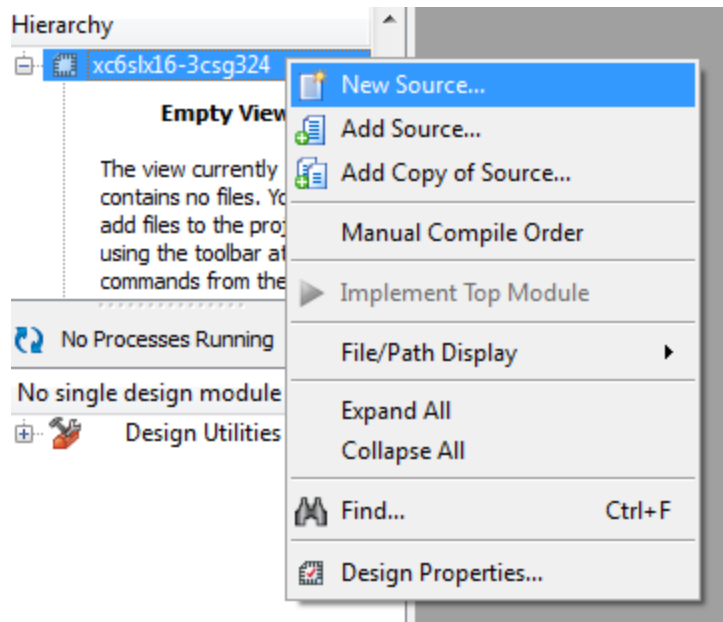 Hierarchy
xc6slx16-3csg324
Empty View
The view currently
contains no files. Yo
add files to the proj
using the toolbar at
commands from the
No Processes Running
No single design module
Design Utilities
New Source...
Add Source...
Add Copy of Source...
Manual Compile Order
Implement Top Module
File/Path Display
Expand All
Collapse All
Find... Ctrl+F
Design Properties...